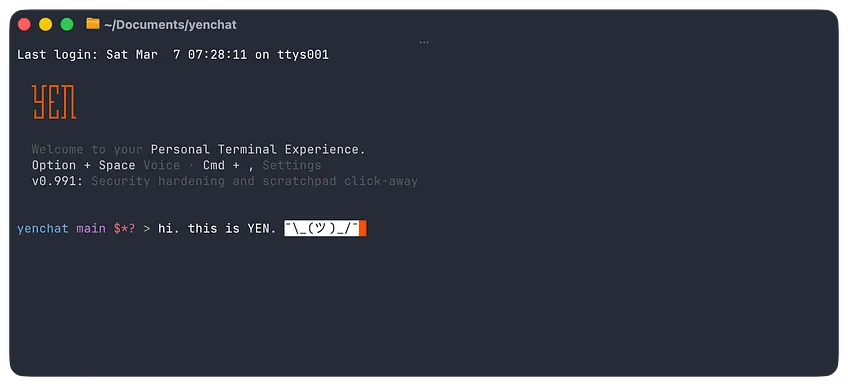 ~/Documents/yenchat
...
Last login: Sat Mar  7 07:28:11 on ttys001
YEN
Welcome to your Personal Terminal Experience.
Option + Space Voice · Cmd + , Settings
v0.991: Security hardening and scratchpad click-away
yenchat main $*? > hi. this is YEN. ¯\_(ツ)_/¯